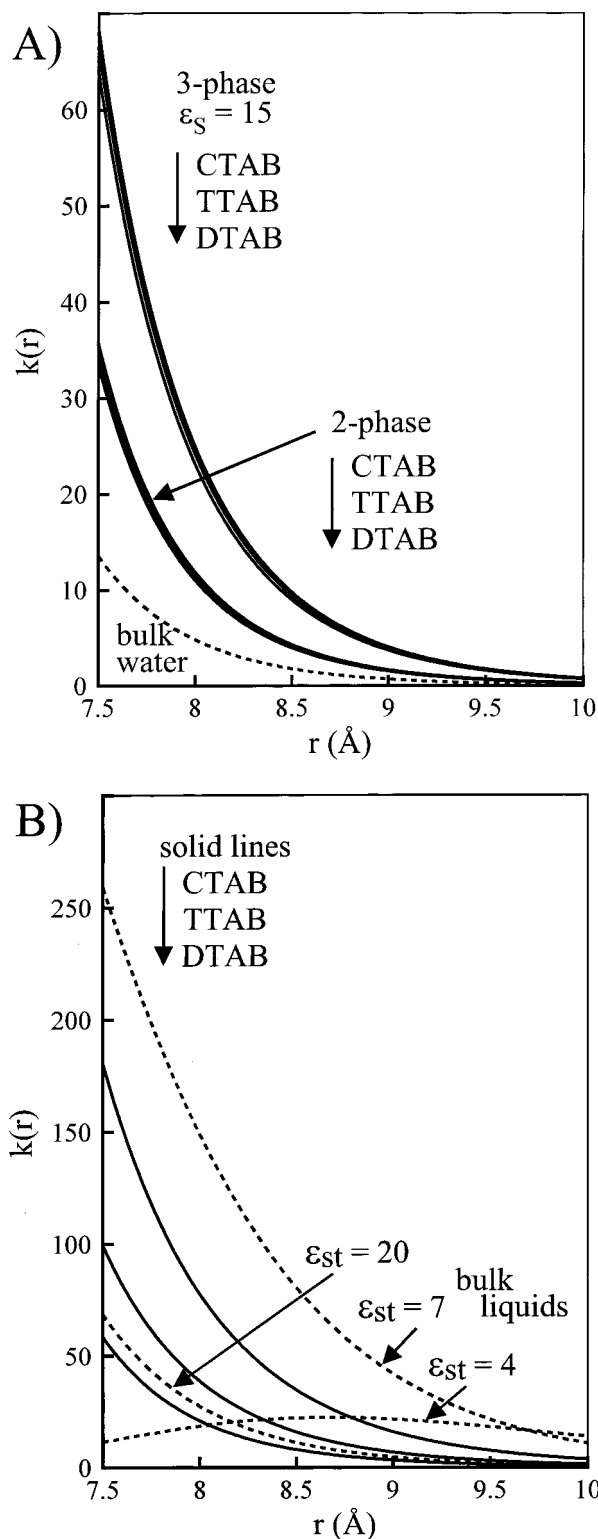 A)
3-phase
εS = 15
CTAB
TTAB
DTAB
60
50
40
30
20
10
0
k(r)
2-phase
CTAB
TTAB
DTAB
bulk
water
7.5
8
8.5
9
9.5
10
r (Å)
B)
solid lines
CTAB
TTAB
DTAB
250
200
150
100
50
0
k(r)
εst = 20
bulk
liquids
εst = 7
εst = 4
7.5
8
8.5
9
9.5
10
r (Å)